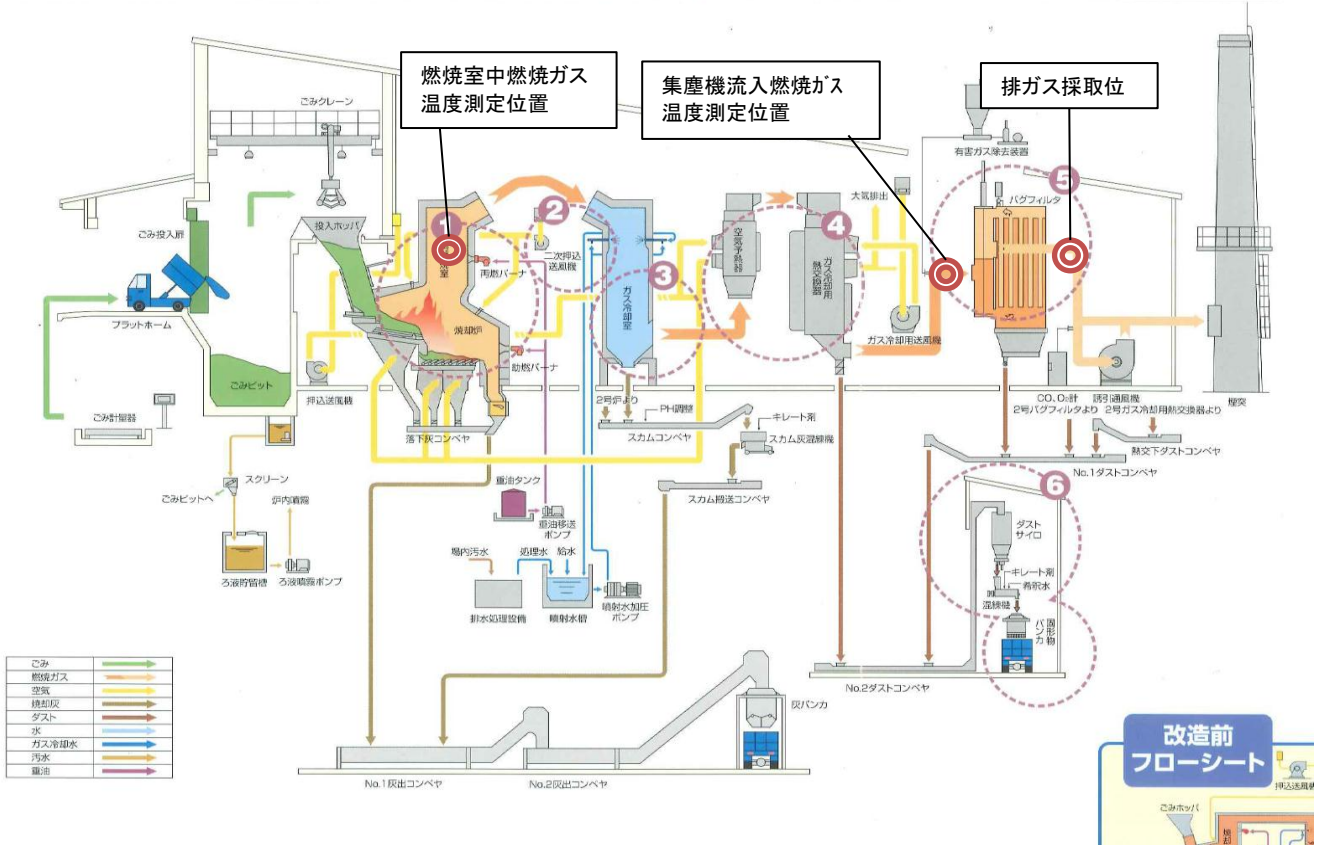 燃焼室中燃焼ガス
温度測定位置
集塵機流入燃焼ｶﾞｽ
温度測定位置
排ガス採取位
ごみクレーン
有害ガス除去装置
大気排出
バグフィルタ
1
2
3
4
5
6
ごみ投入扉
投入ホッパ
二次押込
送風機
再燃バーナ
空気予熱器
ガス冷却用
熱交換器
ガス冷却室
プラットホーム
焼却炉
ガス冷却用送風機
助燃バーナ
ごみピット
押込送風機
2号炉より
CO、O₂計
誘引通風機
煙突
ごみ計量器
PH調整
キレート剤
2号バグフィルタより
2号ガス冷却用熱交換器より
落下灰コンベヤ
スカムコンベヤ
スカム灰混練機
熱交下ダストコンベヤ
No.1ダストコンベヤ
スクリーン
ごみピットへ
炉内噴霧
重油タンク
スカム搬送コンベヤ
重油移送
ポンプ
ダスト
サイロ
場内汚水
処理水
給水
キレート剤
希釈水
ろ液貯留槽
ろ液噴霧ポンプ
混練機
排水処理設備
噴射水槽
噴射水加圧
ポンプ
固形物
バンカ
ごみ
燃焼ガス
空気
焼却灰
ダスト
水
ガス冷却水
汚水
重油
No.2ダストコンベヤ
灰バンカ
No.1灰出コンベヤ
No.2灰出コンベヤ
改造前
フローシート
押込送風機
ごみホッパ